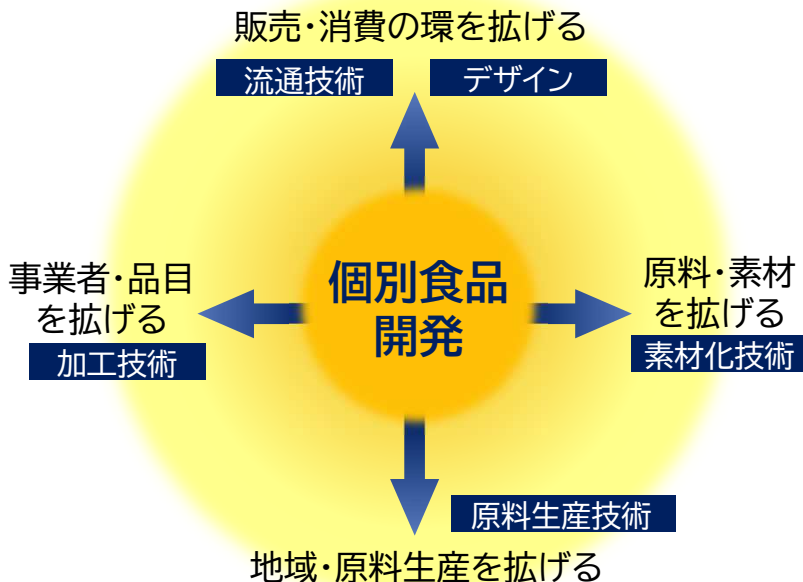 販売・消費の環を拡げる
流通技術
デザイン
事業者・品目
を拡げる
加工技術
個別食品
開発
原料・素材
を拡げる
素材化技術
原料生産技術
地域・原料生産を拡げる